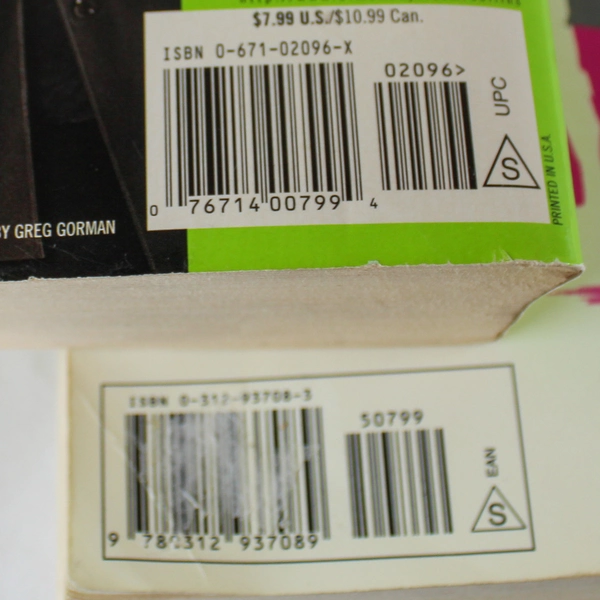 $7.99 U.S./$10.99 Can.
ISBN 0-671-02096-X
02096>
UPC
S
0 76714 00799 4
PRINTED IN U.S.A.
BY GREG GORMAN
ISBN 0-312-93708-3
50799
EAN
S
9 780312 937089